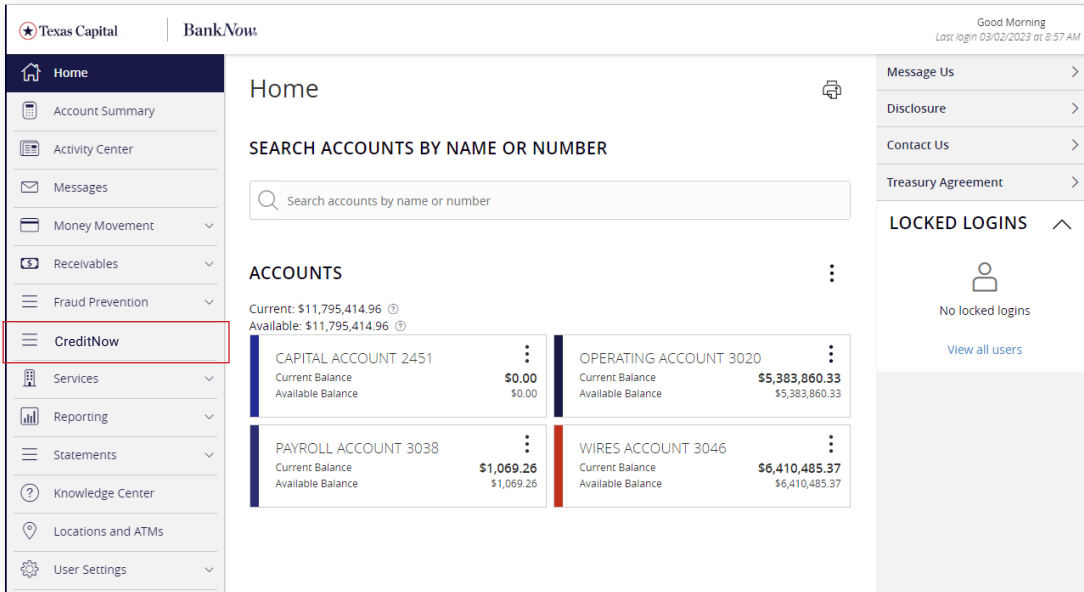 Texas Capital
BankNow.
Good Morning
Last login 03/02/2023 at 8:57 AM
Home
Account Summary
Activity Center
Messages
Money Movement
Receivables
Fraud Prevention
CreditNow
Services
Reporting
Statements
Knowledge Center
Locations and ATMs
User Settings
Home
SEARCH ACCOUNTS BY NAME OR NUMBER
Search accounts by name or number
ACCOUNTS
Current: $11,795,414.96 ?
Available: $11,795,414.96 ?
CAPITAL ACCOUNT 2451
Current Balance $0.00
Available Balance $0.00
OPERATING ACCOUNT 3020
Current Balance $5,383,860.33
Available Balance $5,383,860.33
PAYROLL ACCOUNT 3038
Current Balance $1,069.26
Available Balance $1,069.26
WIRES ACCOUNT 3046
Current Balance $6,410,485.37
Available Balance $6,410,485.37
Message Us
Disclosure
Contact Us
Treasury Agreement
LOCKED LOGINS
No locked logins
View all users